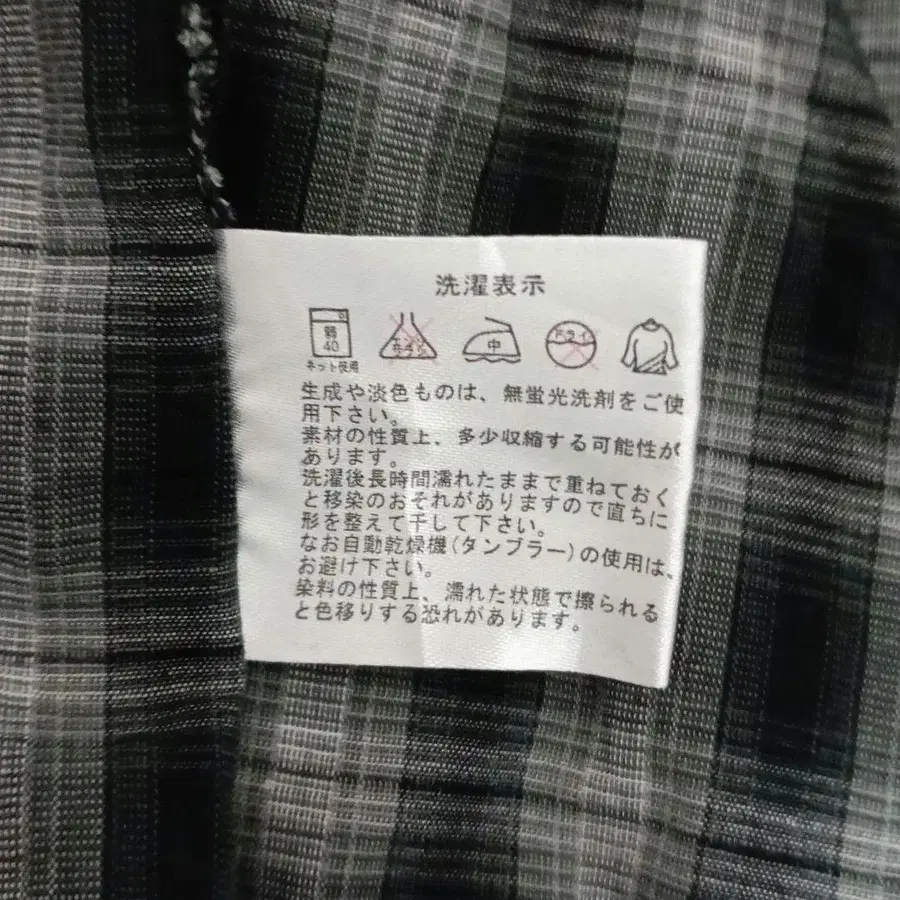 洗濯表示
弱
40
ネット使用
エンソ
サラシ
中
ドライ
生成や淡色ものは、無蛍光洗剤をご使
用下さい。
素材の性質上、多少収縮する可能性が
あります。
洗濯後長時間濡れたままで重ねておく
と移染のおそれがありますので直ちに
形を整えて干して下さい。
なお自動乾燥機(タンブラー)の使用は、
お避け下さい。
染料の性質上、濡れた状態で擦られる
と色移りする恐れがあります。